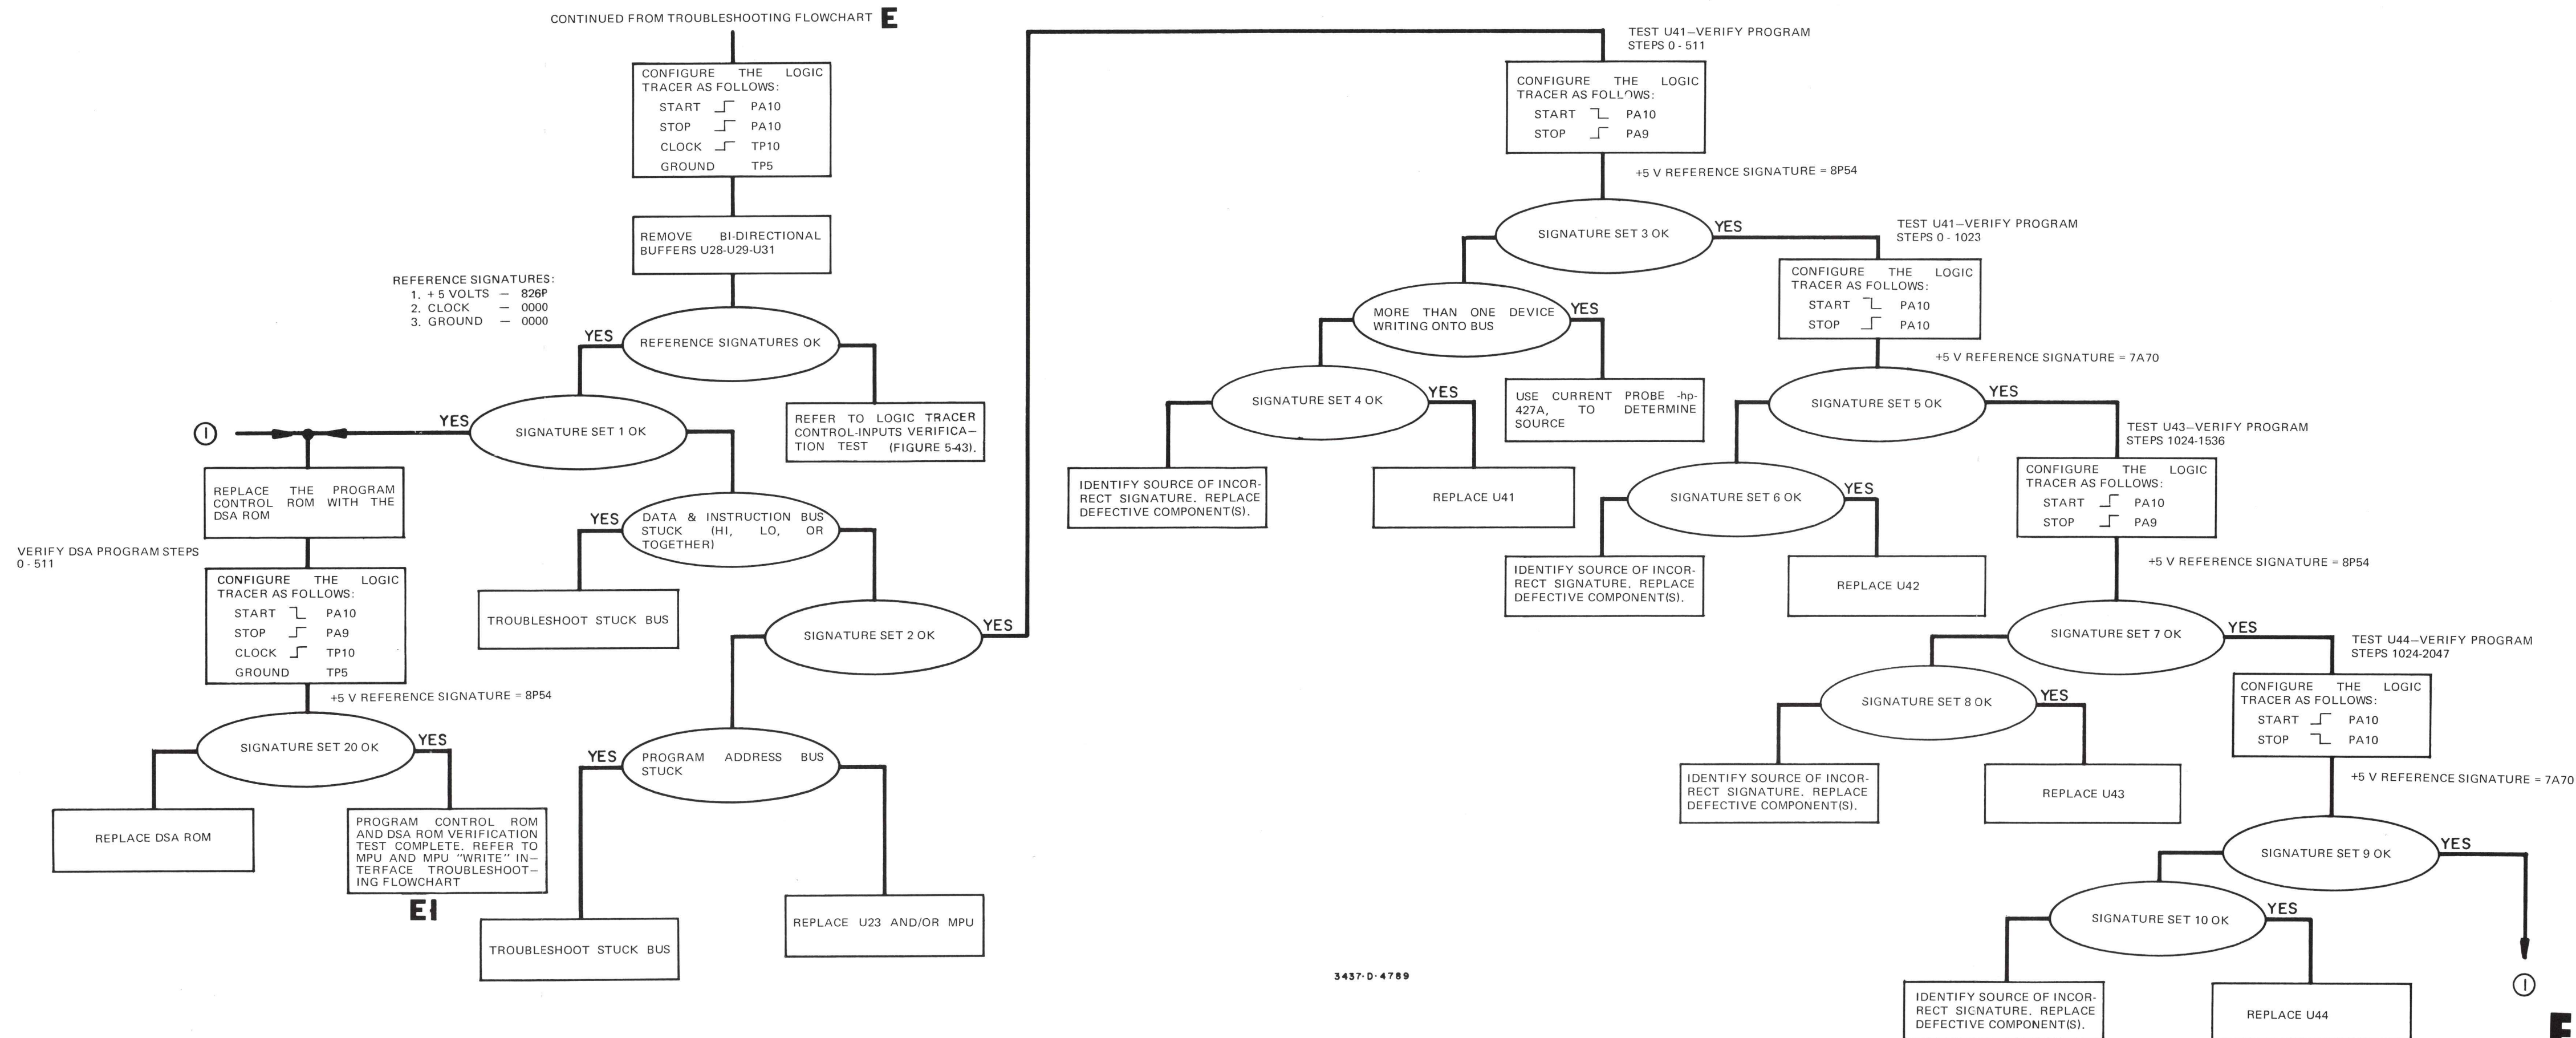 CONTINUED FROM TROUBLESHOOTING FLOWCHART E
CONFIGURE THE LOGIC
TRACER AS FOLLOWS:
START PA10
STOP PA10
CLOCK TP10
GROUND TP5
REMOVE BI-DIRECTIONAL
BUFFERS U28-U29-U31
REFERENCE SIGNATURES:
1. +5 VOLTS — 826P
2. CLOCK — 0000
3. GROUND — 0000
REFERENCE SIGNATURES OK
YES
REFER TO LOGIC TRACER
CONTROL-INPUTS VERIFICA-
TION TEST (FIGURE 5-43).
SIGNATURE SET 1 OK
YES
1
REPLACE THE PROGRAM
CONTROL ROM WITH THE
DSA ROM
VERIFY DSA PROGRAM STEPS
0 - 511
CONFIGURE THE LOGIC
TRACER AS FOLLOWS:
START PA10
STOP PA9
CLOCK TP10
GROUND TP5
+5 V REFERENCE SIGNATURE = 8P54
SIGNATURE SET 20 OK
YES
REPLACE DSA ROM
PROGRAM CONTROL ROM
AND DSA ROM VERIFICATION
TEST COMPLETE. REFER TO
MPU AND MPU "WRITE" IN-
TERFACE TROUBLESHOOT-
ING FLOWCHART
E1
DATA & INSTRUCTION BUS
STUCK (HI, LO, OR
TOGETHER)
YES
TROUBLESHOOT STUCK BUS
SIGNATURE SET 2 OK
YES
PROGRAM ADDRESS BUS
STUCK
YES
TROUBLESHOOT STUCK BUS
REPLACE U23 AND/OR MPU
TEST U41—VERIFY PROGRAM
STEPS 0 - 511
CONFIGURE THE LOGIC
TRACER AS FOLLOWS:
START PA10
STOP PA9
+5 V REFERENCE SIGNATURE = 8P54
SIGNATURE SET 3 OK
YES
MORE THAN ONE DEVICE
WRITING ONTO BUS
YES
USE CURRENT PROBE -hp-
427A, TO DETERMINE
SOURCE
SIGNATURE SET 4 OK
YES
IDENTIFY SOURCE OF INCOR-
RECT SIGNATURE. REPLACE
DEFECTIVE COMPONENT(S).
REPLACE U41
TEST U41—VERIFY PROGRAM
STEPS 0 - 1023
CONFIGURE THE LOGIC
TRACER AS FOLLOWS:
START PA10
STOP PA10
+5 V REFERENCE SIGNATURE = 7A70
SIGNATURE SET 5 OK
YES
SIGNATURE SET 6 OK
YES
IDENTIFY SOURCE OF INCOR-
RECT SIGNATURE. REPLACE
DEFECTIVE COMPONENT(S).
REPLACE U42
TEST U43—VERIFY PROGRAM
STEPS 1024-1536
CONFIGURE THE LOGIC
TRACER AS FOLLOWS:
START PA10
STOP PA9
+5 V REFERENCE SIGNATURE = 8P54
SIGNATURE SET 7 OK
YES
SIGNATURE SET 8 OK
YES
IDENTIFY SOURCE OF INCOR-
RECT SIGNATURE. REPLACE
DEFECTIVE COMPONENT(S).
REPLACE U43
TEST U44—VERIFY PROGRAM
STEPS 1024-2047
CONFIGURE THE LOGIC
TRACER AS FOLLOWS:
START PA10
STOP PA10
+5 V REFERENCE SIGNATURE = 7A70
SIGNATURE SET 9 OK
YES
1
SIGNATURE SET 10 OK
YES
IDENTIFY SOURCE OF INCOR-
RECT SIGNATURE. REPLACE
DEFECTIVE COMPONENT(S).
REPLACE U44
3437-D-4789